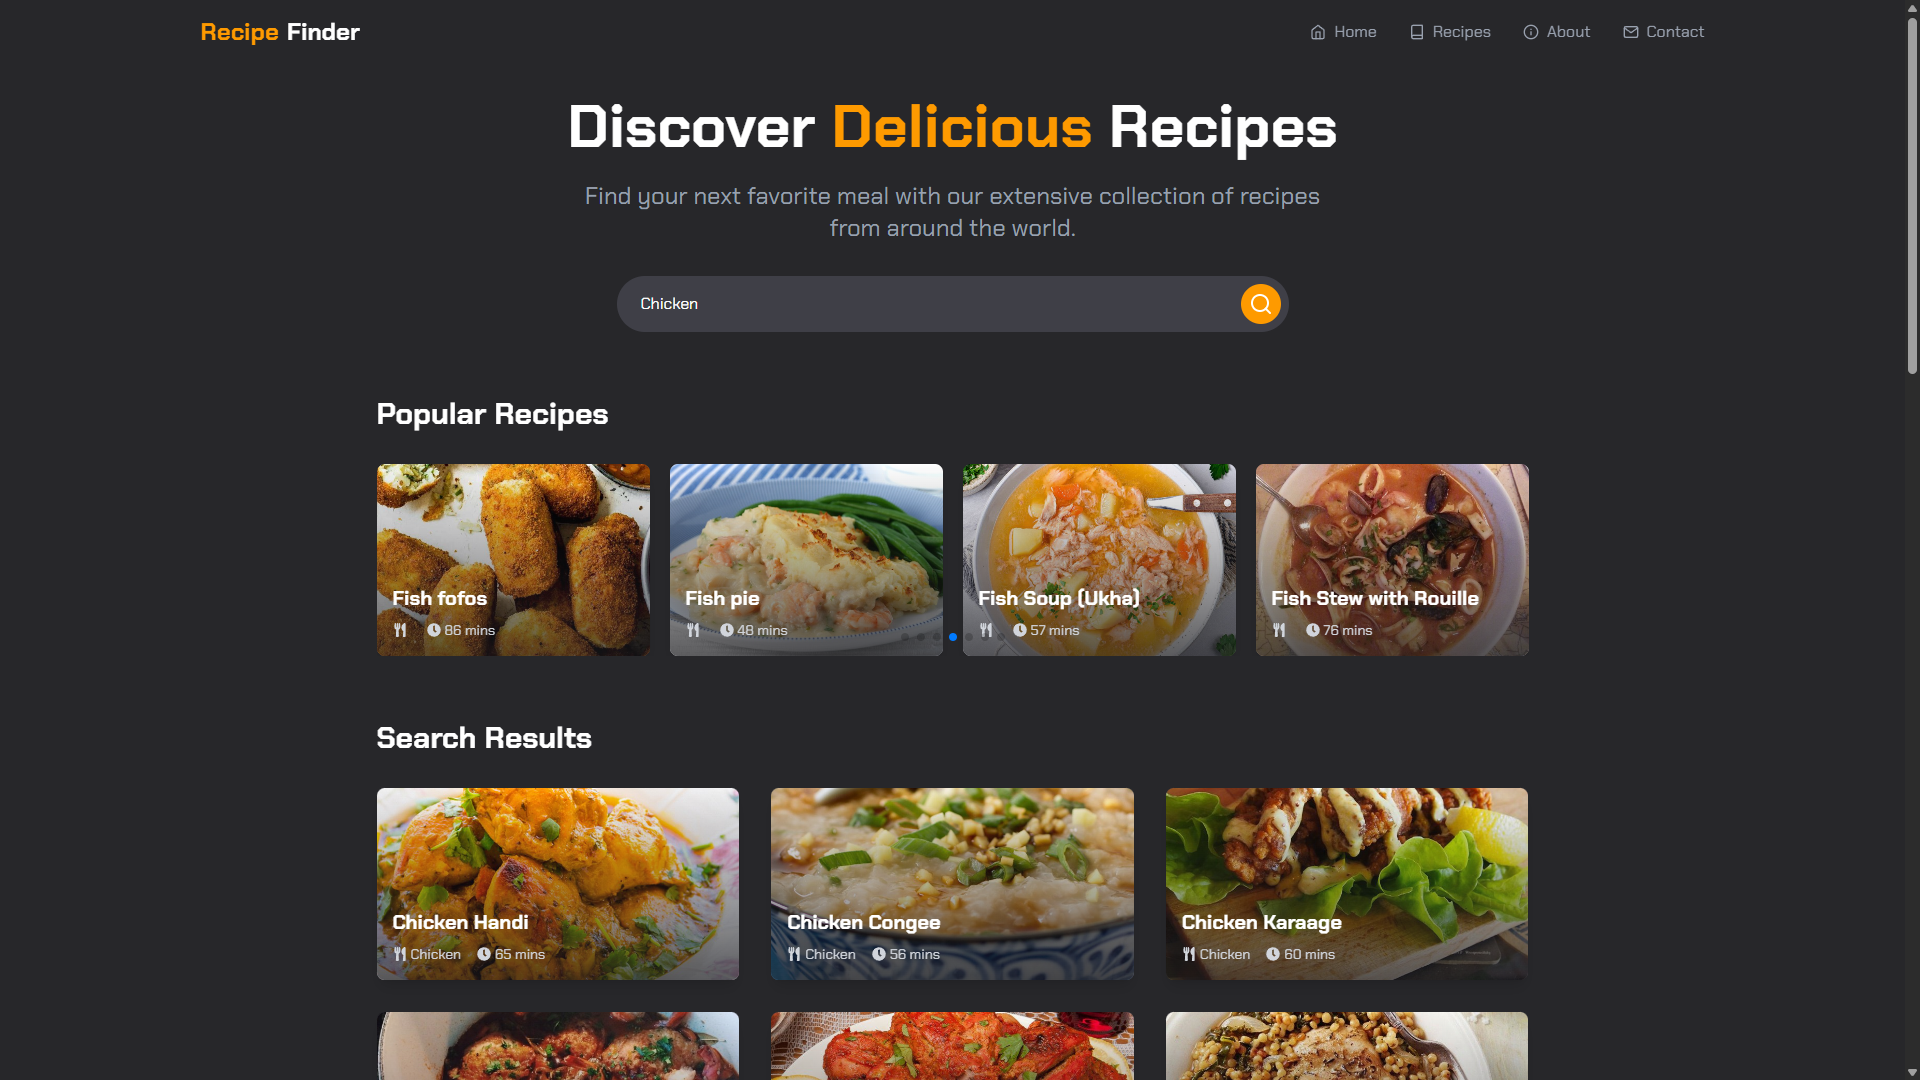 Recipe Finder
Home
Recipes
About
Contact
Discover Delicious Recipes
Find your next favorite meal with our extensive collection of recipes
from around the world.
Chicken
Popular Recipes
Fish fofos
86 mins
Fish pie
48 mins
Fish Soup (Ukha)
57 mins
Fish Stew with Rouille
76 mins
Search Results
Chicken Handi
Chicken 65 mins
Chicken Congee
Chicken 56 mins
Chicken Karaage
Chicken 60 mins